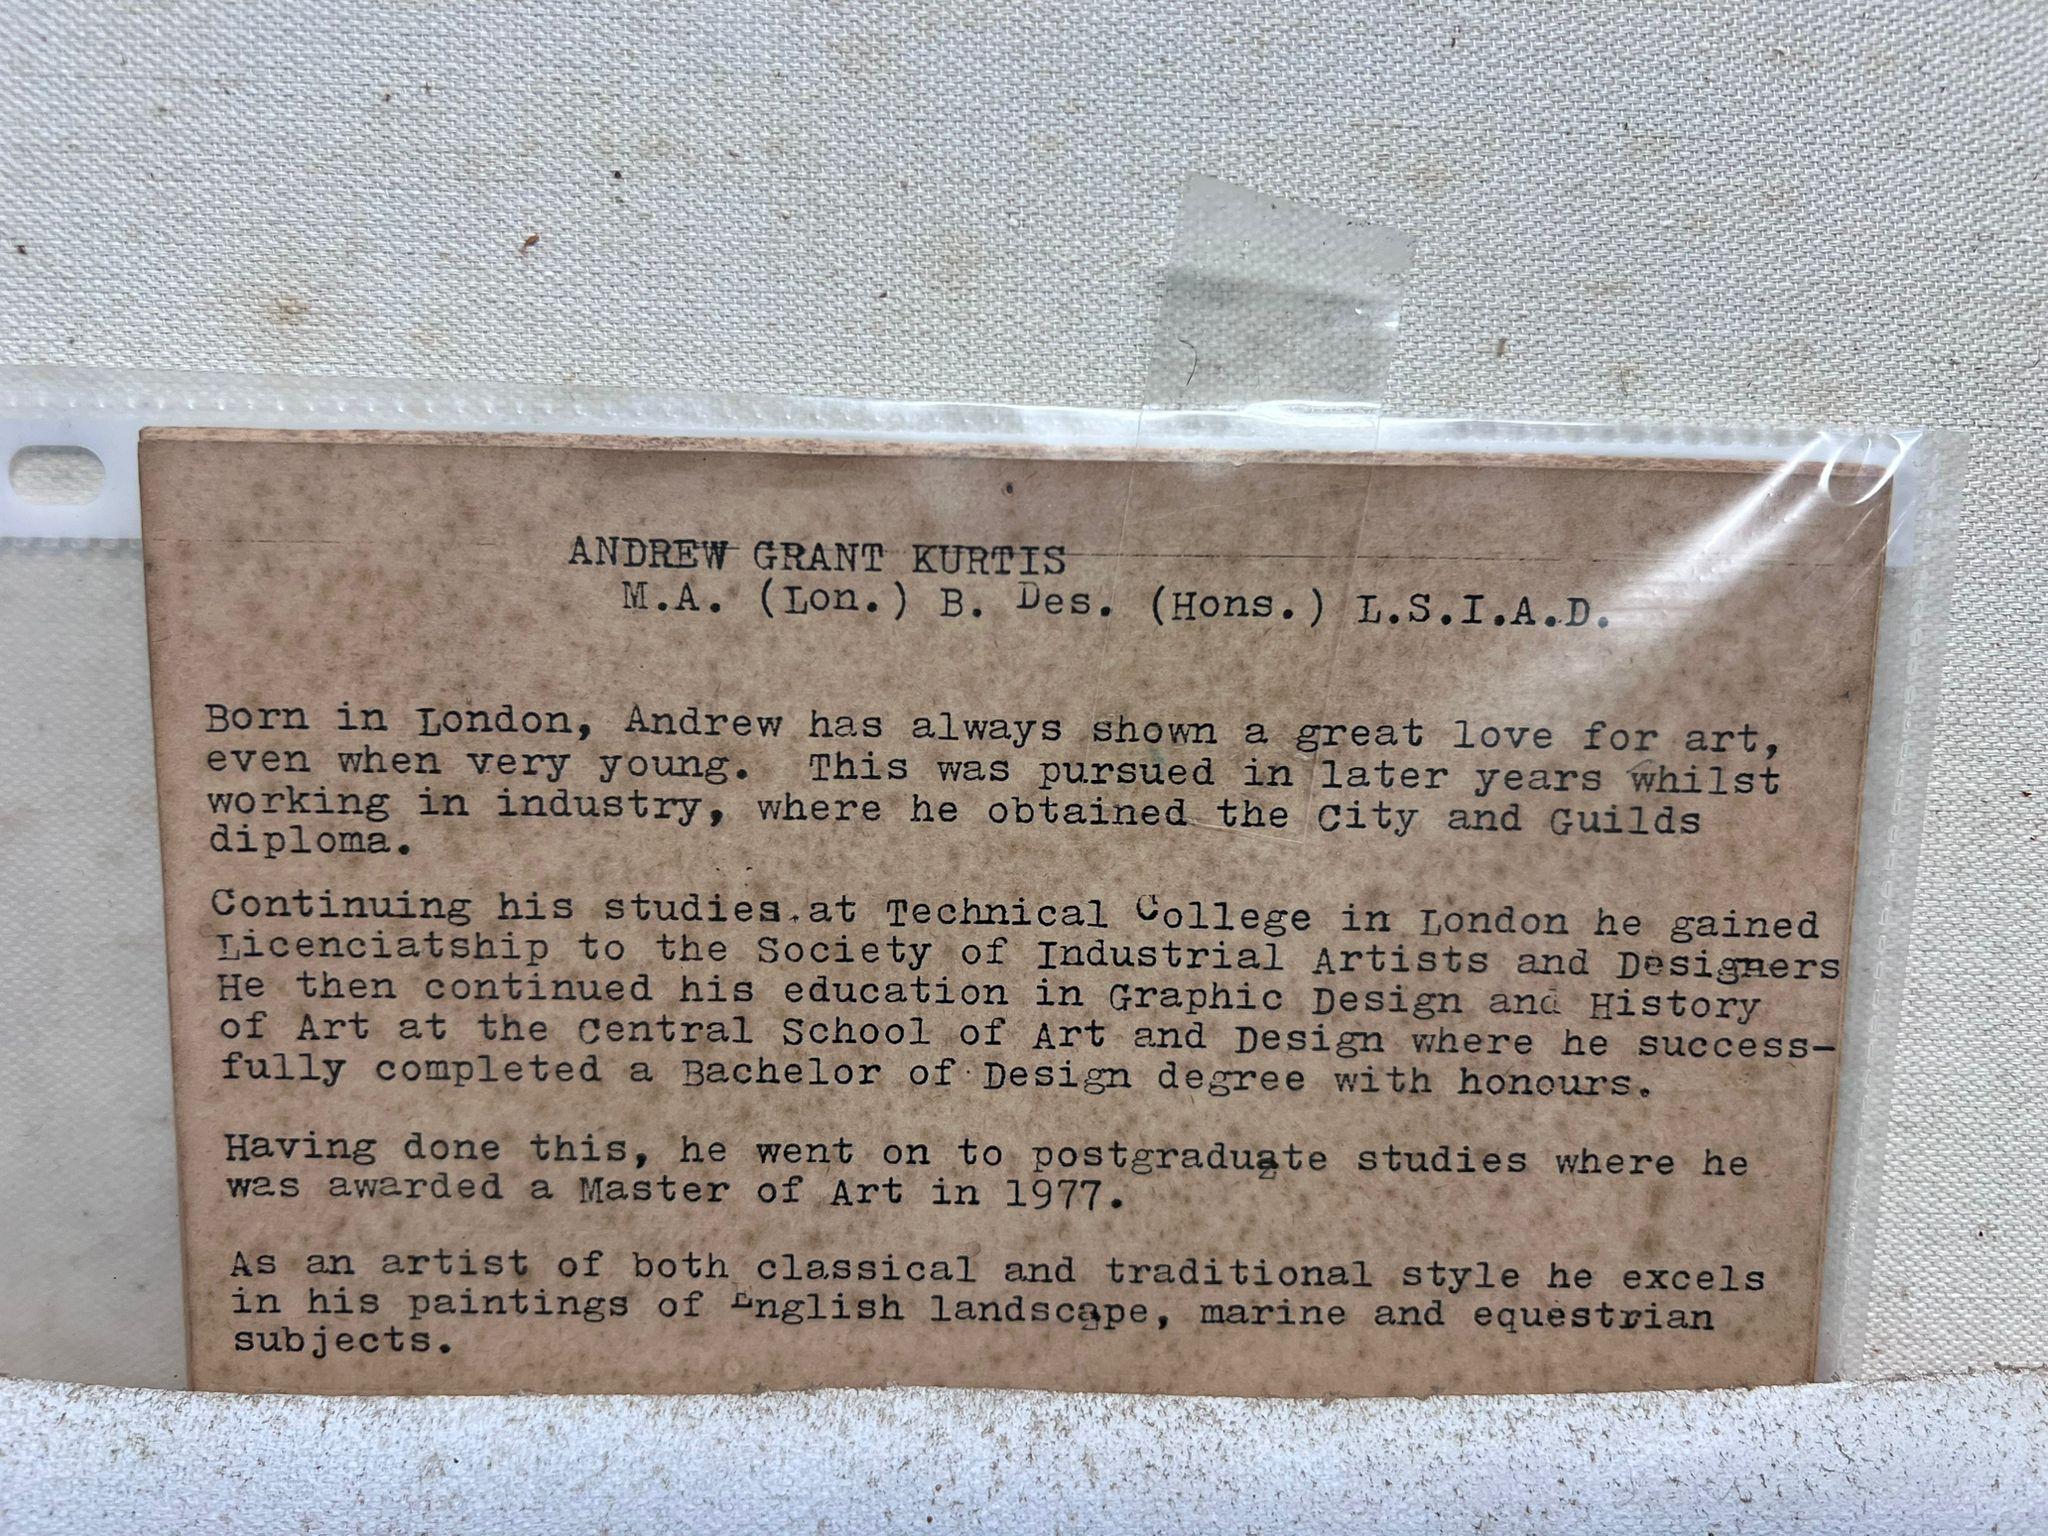 ANDREW GRANT KURTIS
M.A. (Lon.) B. Des. (Hons.) L.S.I.A.D.
Born in London, Andrew has always shown a great love for art,
even when very young. This was pursued in later years whilst
working in industry, where he obtained the City and Guilds
diploma.
Continuing his studies at Technical College in London he gained
Licenciatship to the Society of Industrial Artists and Designers
He then continued his education in Graphic Design and History
of Art at the Central School of Art and Design where he success-
fully completed a Bachelor of Design degree with honours.
Having done this, he went on to postgraduate studies where he
was awarded a Master of Art in 1977.
As an artist of both classical and traditional style he excels
in his paintings of English landscape, marine and equestrian
subjects.